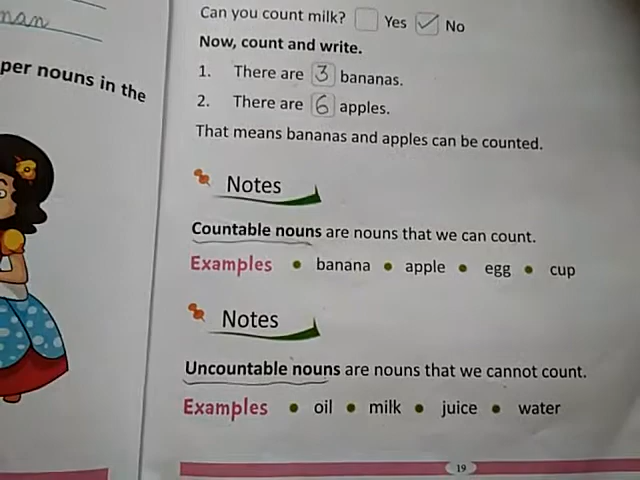 Can you count milk? Yes No
Now, count and write.
1. There are 3 bananas.
2. There are 6 apples.
That means bananas and apples can be counted.
Notes
Countable nouns are nouns that we can count.
Examples • banana • apple • egg • cup
Notes
Uncountable nouns are nouns that we cannot count.
Examples • oil • milk • juice • water
19
man
per nouns in the